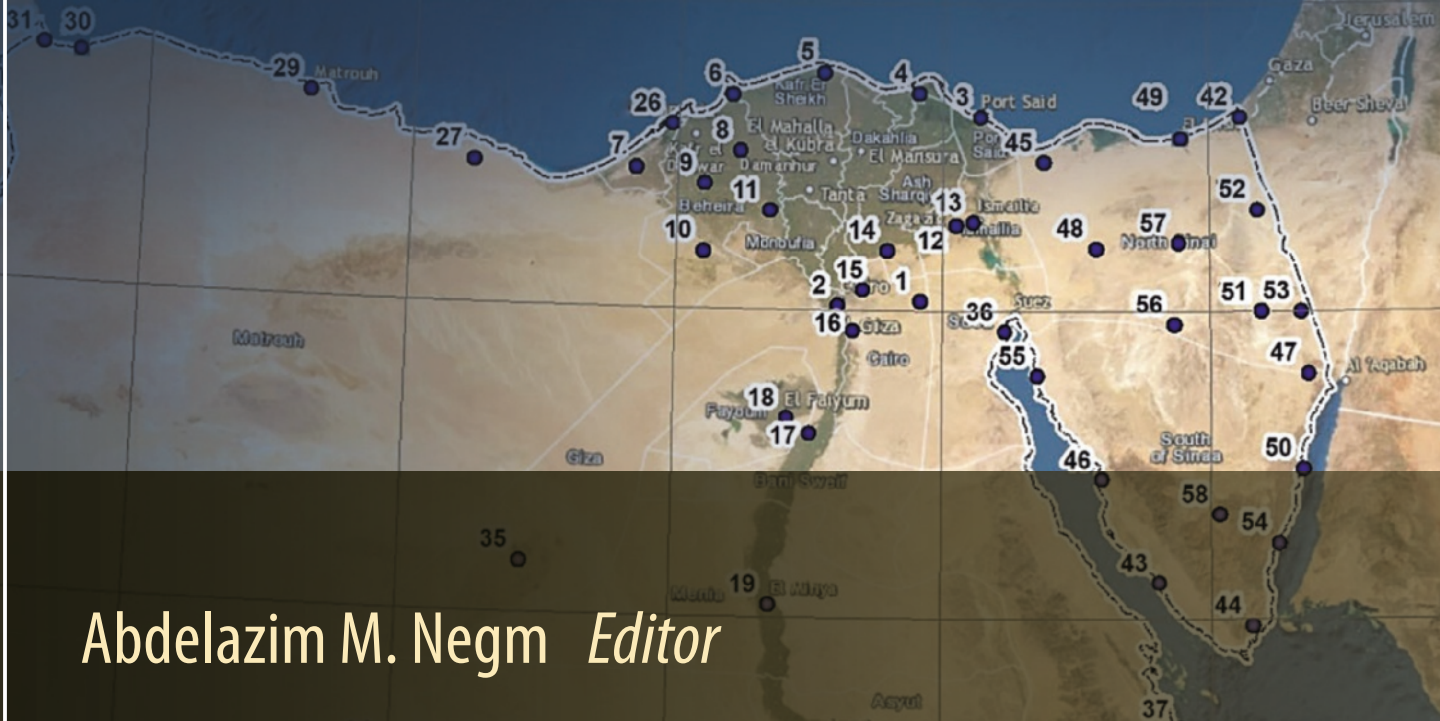 31 30
Jerusalem
5
Gaza
29 Matrouh
6
4
Kafr El
Sheikh
26
3 Port Said
49 42
Beer Sheva
27
7
8
El Mahalla
el Kubra
Dakahlia
45
Damanhur
El Mansura
9
11
Tanta
Ash
13 Ismailia
52
Beheira
10
14
12
48
57
Monoufia
North Sinai
2 15
1
51 53
Suez
56
36
16 Giza
Matrouh
Cairo
55
47
Al 'Aqabah
18 El Faiyum
17
Giza
South
of Sinaa
50
46
Bani Sweif
58
35
54
43
19 El Minya
Menia
44
Abdelazim M. Negm Editor
Asyut
37